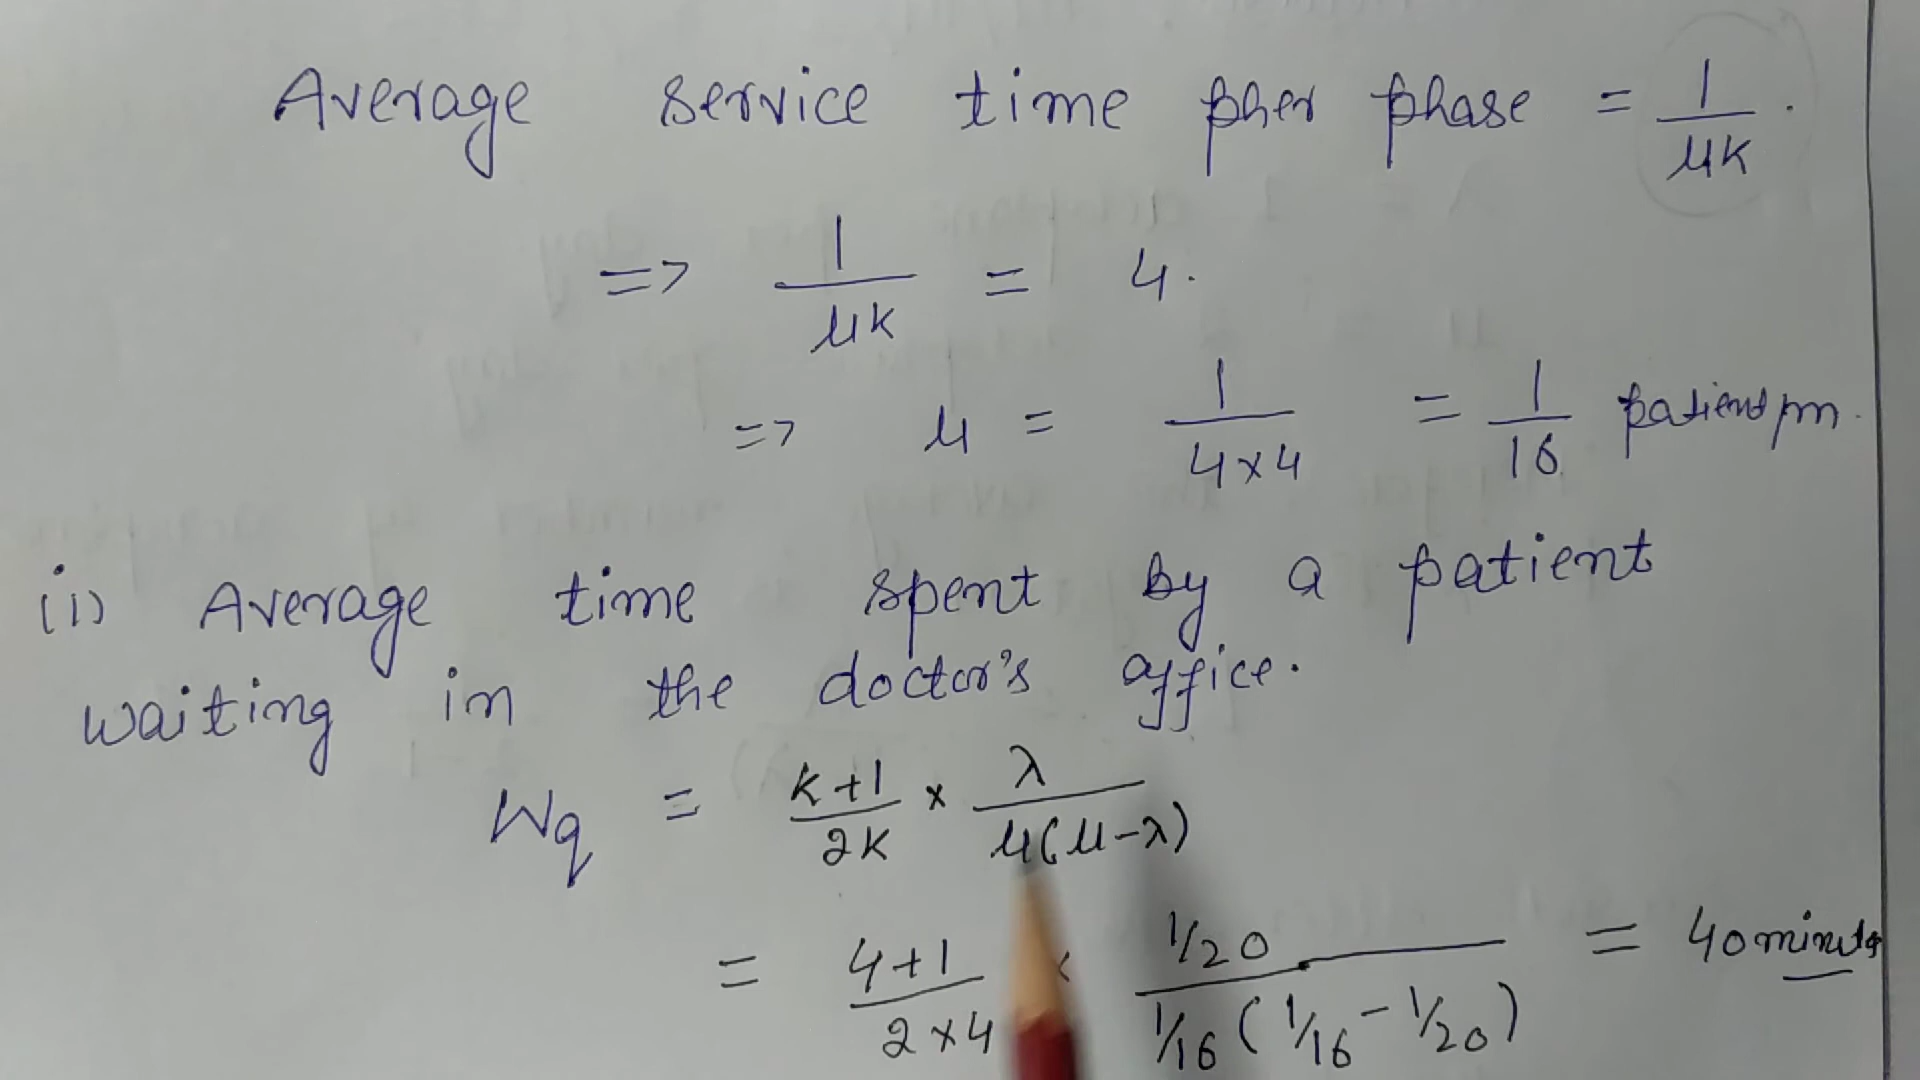 Average service time pher phase = 1/μk.
=> 1/μk = 4.
=> μ = 1/4×4 = 1/16 patient pm.
(i) Average time spent by a patient
waiting in the doctor's office.
Wq = k+1/2k × λ/μ(μ-λ)
= 4+1/2×4 × 1/20/1/16(1/16-1/20) = 40 minuts